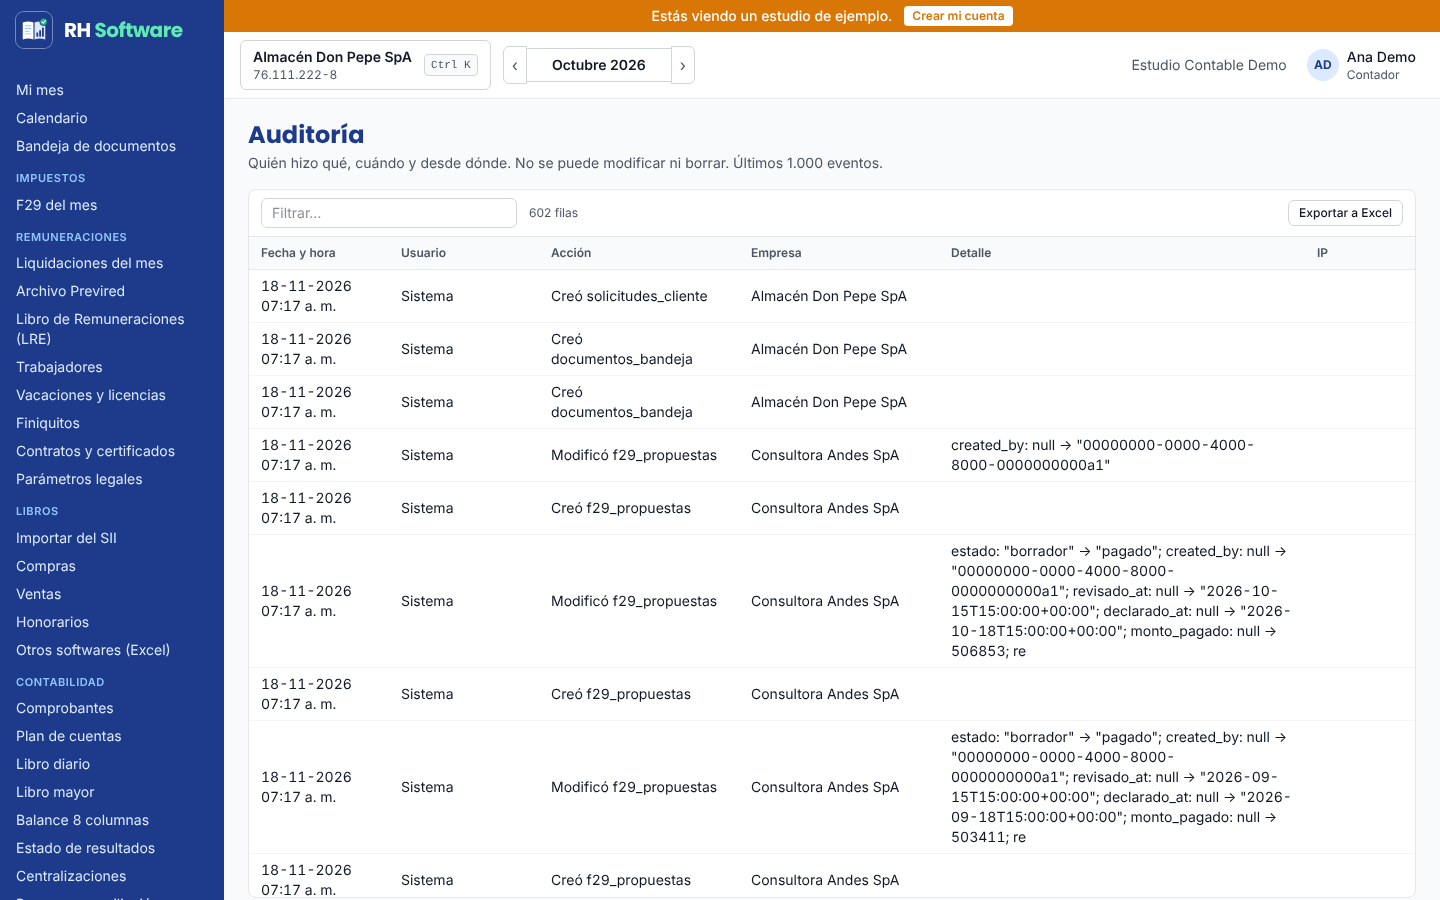 RH Software
Mi mes
Calendario
Bandeja de documentos
IMPUESTOS
F29 del mes
REMUNERACIONES
Liquidaciones del mes
Archivo Previred
Libro de Remuneraciones
(LRE)
Trabajadores
Vacaciones y licencias
Finiquitos
Contratos y certificados
Parámetros legales
LIBROS
Importar del SII
Compras
Ventas
Honorarios
Otros softwares (Excel)
CONTABILIDAD
Comprobantes
Plan de cuentas
Libro diario
Libro mayor
Balance 8 columnas
Estado de resultados
Centralizaciones
Estás viendo un estudio de ejemplo. Crear mi cuenta
Almacén Don Pepe SpA
76.111.222-8
Ctrl K
‹ Octubre 2026 ›
Estudio Contable Demo
AD
Ana Demo
Contador
Auditoría
Quién hizo qué, cuándo y desde dónde. No se puede modificar ni borrar. Últimos 1.000 eventos.
Filtrar... 602 filas Exportar a Excel
Fecha y hora Usuario Acción Empresa Detalle IP
18-11-2026
07:17 a. m.
Sistema
Creó solicitudes_cliente
Almacén Don Pepe SpA
18-11-2026
07:17 a. m.
Sistema
Creó
documentos_bandeja
Almacén Don Pepe SpA
18-11-2026
07:17 a. m.
Sistema
Creó
documentos_bandeja
Almacén Don Pepe SpA
18-11-2026
07:17 a. m.
Sistema
Modificó f29_propuestas
Consultora Andes SpA
created_by: null → "00000000-0000-4000-
8000-0000000000a1"
18-11-2026
07:17 a. m.
Sistema
Creó f29_propuestas
Consultora Andes SpA
18-11-2026
07:17 a. m.
Sistema
Modificó f29_propuestas
Consultora Andes SpA
estado: "borrador" → "pagado"; created_by: null →
"00000000-0000-4000-8000-
0000000000a1"; revisado_at: null → "2026-10-
15T15:00:00+00:00"; declarado_at: null → "2026-
10-18T15:00:00+00:00"; monto_pagado: null →
506853; re
18-11-2026
07:17 a. m.
Sistema
Creó f29_propuestas
Consultora Andes SpA
18-11-2026
07:17 a. m.
Sistema
Modificó f29_propuestas
Consultora Andes SpA
estado: "borrador" → "pagado"; created_by: null →
"00000000-0000-4000-8000-
0000000000a1"; revisado_at: null → "2026-09-
15T15:00:00+00:00"; declarado_at: null → "2026-
09-18T15:00:00+00:00"; monto_pagado: null →
503411; re
18-11-2026
07:17 a. m.
Sistema
Creó f29_propuestas
Consultora Andes SpA